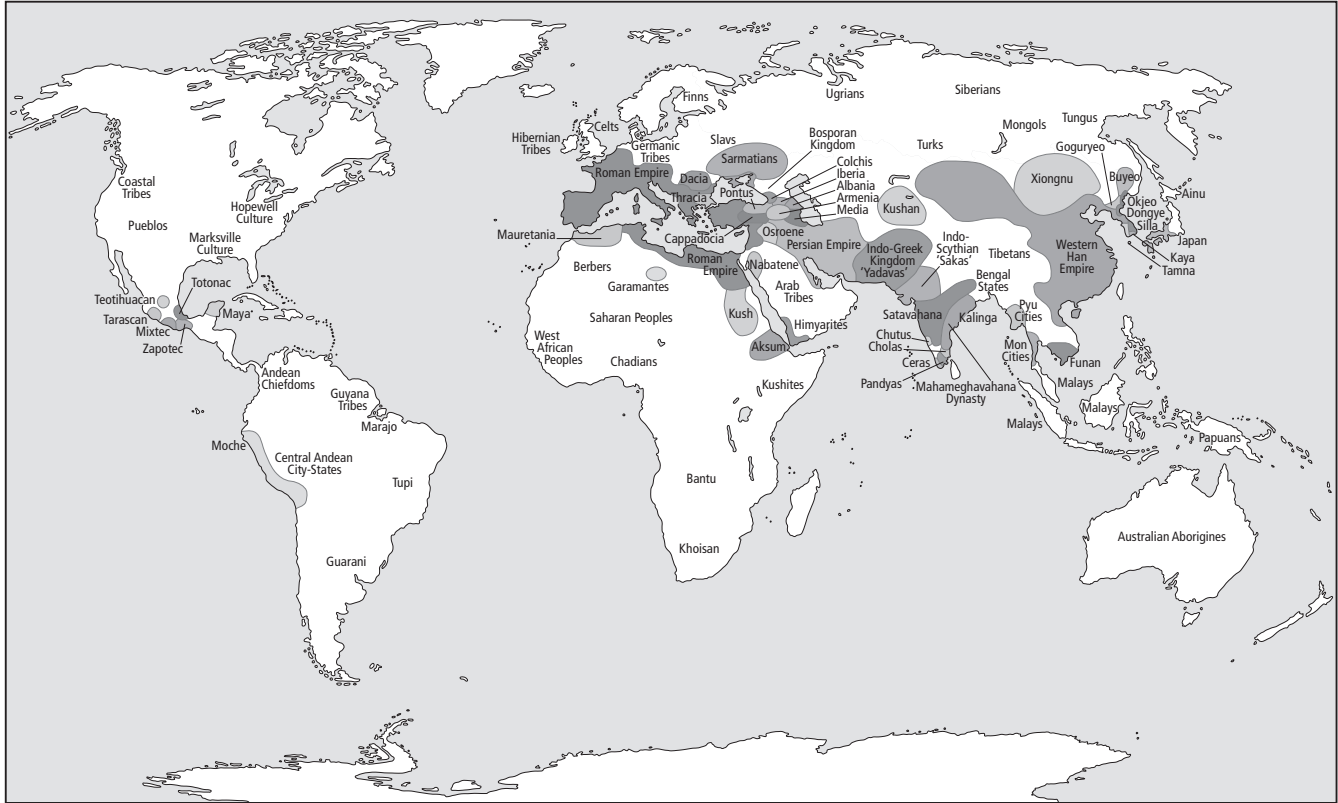 Finns
Ugrians
Siberians
Tungus
Mongols
Celts
Hibernian
Tribes
Germanic
Tribes
Slavs
Sarmatians
Bosporan
Kingdom
Turks
Goguryeo
Xiongnu
Buyeo
Roman Empire
Dacia
Thracia
Pontus
Colchis
Iberia
Albania
Armenia
Media
Kushan
Okjeo
Dongye
Silla
Ainu
Japan
Kaya
Tamna
Coastal
Tribes
Pueblos
Hopewell
Culture
Marksville
Culture
Mauretania
Cappadocia
Osroene
Persian Empire
Indo-Greek
Kingdom
'Yadavas'
Indo-
Scythian
'Sakas'
Tibetans
Western
Han
Empire
Berbers
Garamantes
Roman
Empire
Nabatene
Arab
Tribes
Bengal
States
Totonac
Teotihuacan
Tarascan
Mixtec
Zapotec
Maya
Saharan Peoples
Kush
Himyarites
Satavahana
Kalinga
Pyu
Cities
West
African
Peoples
Chadians
Aksum
Chutus
Cholas
Ceras
Pandyas
Mahameghavahana
Dynasty
Mon
Cities
Funan
Malays
Andean
Chiefdoms
Guyana
Tribes
Marajo
Kushites
Malays
Malays
Papuans
Moche
Central Andean
City-States
Tupi
Bantu
Guarani
Khoisan
Australian Aborigines